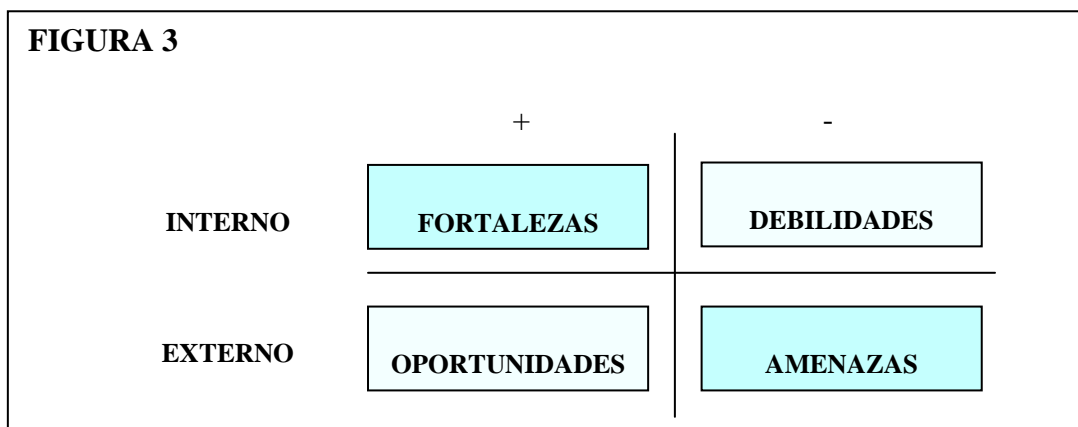 FIGURA 3
+ -
INTERNO FORTALEZAS DEBILIDADES
EXTERNO OPORTUNIDADES AMENAZAS